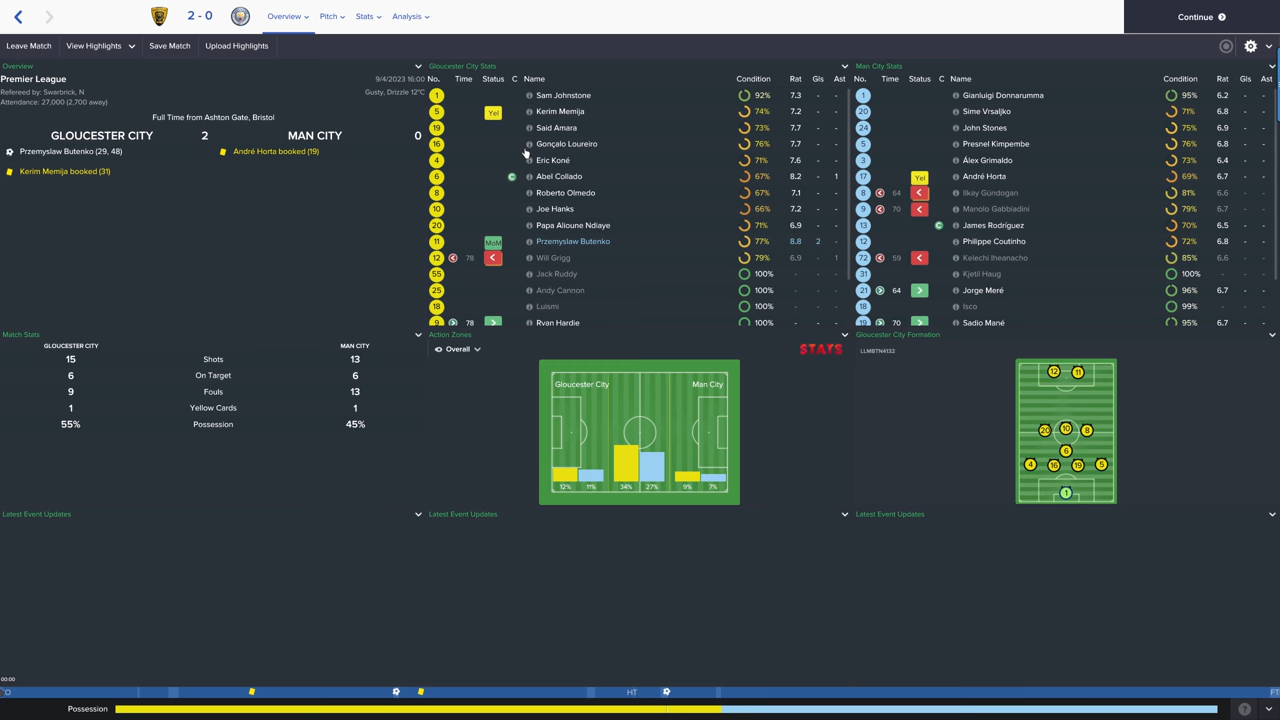 2 - 0
Overview
Pitch
Stats
Analysis
Continue
Leave Match
View Highlights
Save Match
Upload Highlights
Overview
Premier League 9/4/2023 16:00
Refereed by: Swarbrick, N Gusty, Drizzle 12°C
Attendance: 27,000 (2,700 away)
Full Time from Ashton Gate, Bristol
GLOUCESTER CITY 2 MAN CITY 0
Przemyslaw Butenko (29, 48) André Horta booked (19)
Kerim Memija booked (31)
Gloucester City Stats
No. Time Status C Name Condition Rat Gls Ast
1 Sam Johnstone 92% 7.3 - -
5 Yel Kerim Memija 74% 7.2 - -
19 Said Amara 73% 7.7 - -
16 Gonçalo Loureiro 76% 7.7 - -
4 Eric Koné 71% 7.6 - -
6 C Abel Collado 67% 8.2 - 1
8 Roberto Olmedo 67% 7.1 - -
10 Joe Hanks 66% 7.2 - -
20 Papa Alioune Ndiaye 71% 6.9 - -
11 MoM Przemyslaw Butenko 77% 8.8 2 -
12 78 Will Grigg 79% 6.9 - 1
55 Jack Ruddy 100% - - -
25 Andy Cannon 100% - - -
18 Luismi 100% - - -
9 78 Ryan Hardie 100% - - -
Man City Stats
No. Time Status C Name Condition Rat Gls Ast
1 Gianluigi Donnarumma 95% 6.2 - -
20 Sime Vrsaljko 71% 6.8 - -
24 John Stones 75% 6.9 - -
5 Presnel Kimpembe 76% 6.8 - -
3 Álex Grimaldo 73% 6.4 - -
17 Yel André Horta 69% 6.7 - -
8 64 Ilkay Gündogan 81% 6.6 - -
9 70 Manolo Gabbiadini 79% 6.6 - -
13 C James Rodríguez 70% 6.5 - -
12 Philippe Coutinho 72% 6.8 - -
72 59 Kelechi Iheanacho 85% 6.6 - -
31 Kjetil Haug 100% - - -
21 64 Jorge Meré 96% 6.7 - -
18 Isco 99% - - -
19 70 Sadio Mané 95% 6.7 - -
Match Stats
GLOUCESTER CITY MAN CITY
15 Shots 13
6 On Target 6
9 Fouls 13
1 Yellow Cards 1
55% Possession 45%
Action Zones
Overall
STATS
Gloucester City Man City
12% 11% 34% 27% 9% 7%
Gloucester City Formation
LLMBTN4132
12 11
20 10 8
6
4 16 19 5
1
Latest Event Updates
Latest Event Updates
Latest Event Updates
00:00
HT
FT
Possession
?